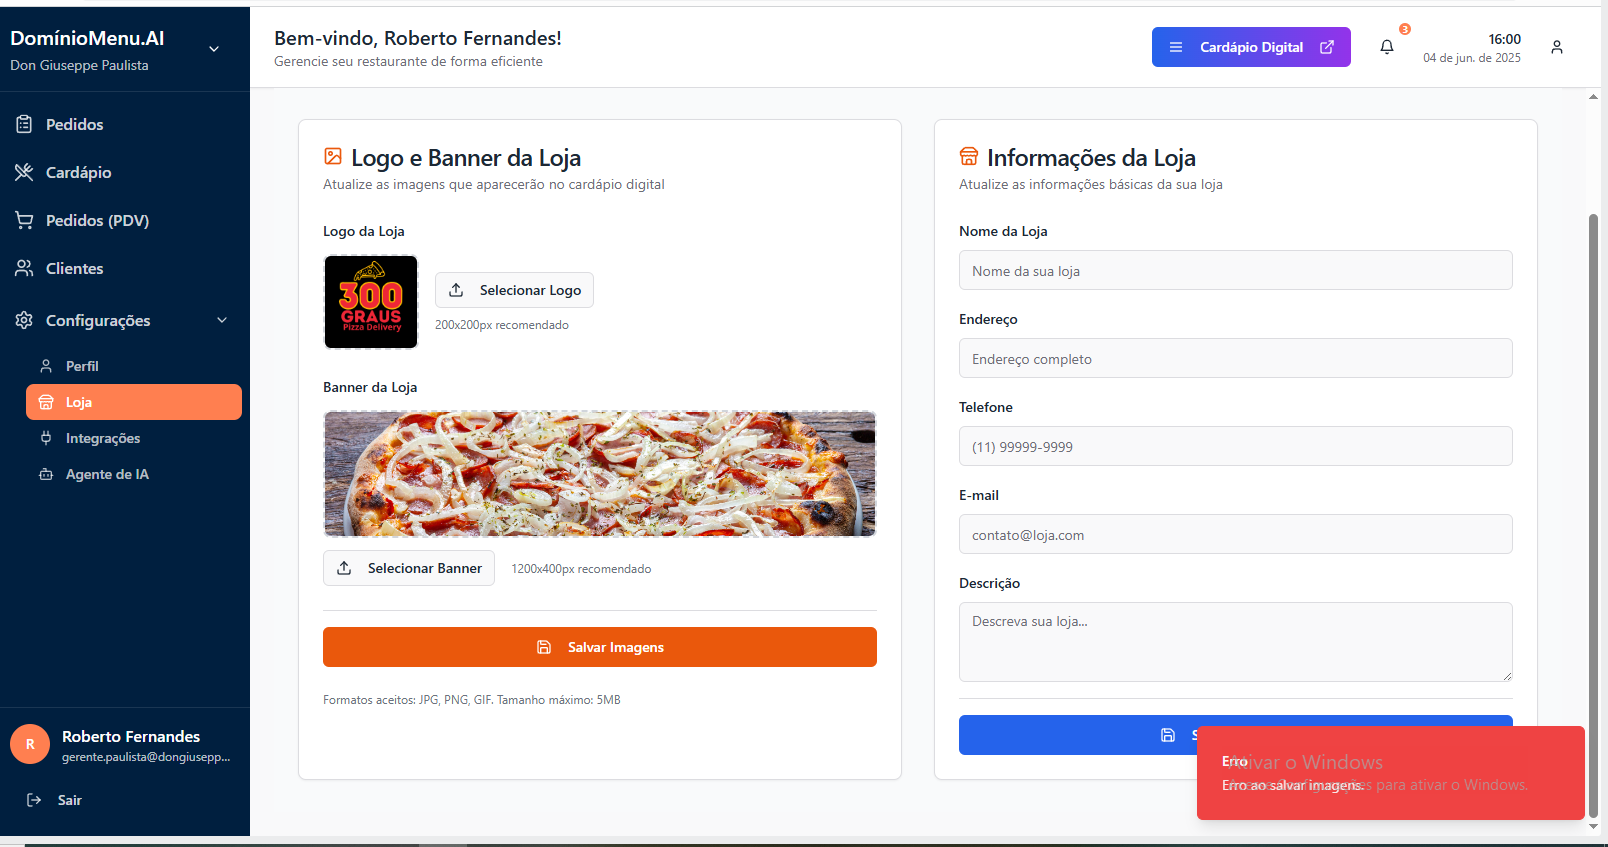 DomínioMenu.AI
Don Giuseppe Paulista
Pedidos
Cardápio
Pedidos (PDV)
Clientes
Configurações
Perfil
Loja
Integrações
Agente de IA
R
Roberto Fernandes
gerente.paulista@dongiusepp...
Sair
Bem-vindo, Roberto Fernandes!
Gerencie seu restaurante de forma eficiente
Cardápio Digital
3
16:00
04 de jun. de 2025
Logo e Banner da Loja
Atualize as imagens que aparecerão no cardápio digital
Logo da Loja
300
GRAUS
Pizza Delivery
Selecionar Logo
200x200px recomendado
Banner da Loja
Selecionar Banner
1200x400px recomendado
Salvar Imagens
Formatos aceitos: JPG, PNG, GIF. Tamanho máximo: 5MB
Informações da Loja
Atualize as informações básicas da sua loja
Nome da Loja
Nome da sua loja
Endereço
Endereço completo
Telefone
(11) 99999-9999
E-mail
contato@loja.com
Descrição
Descreva sua loja...
Erro
Erro ao salvar imagens.
Ativar o Windows
Acesse Configurações para ativar o Windows.